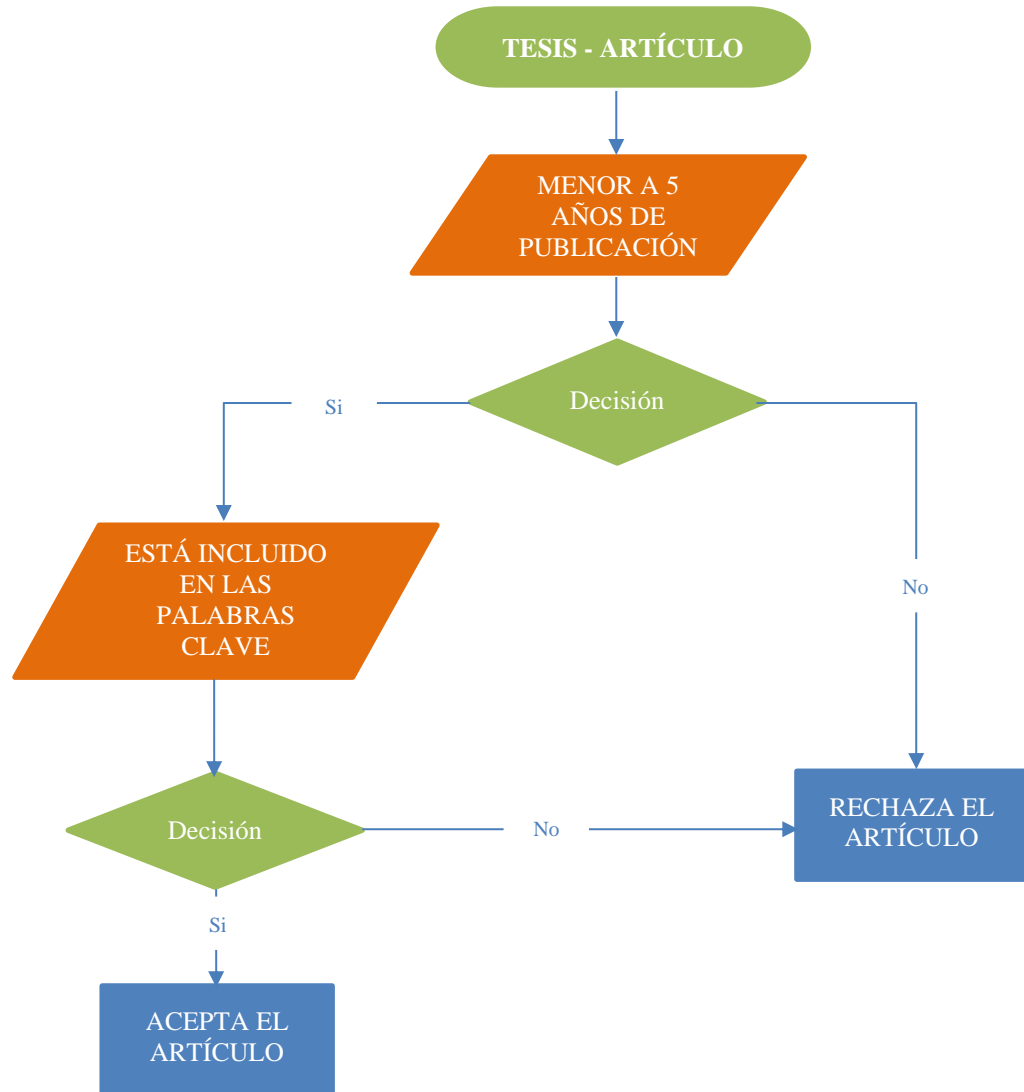 TESIS - ARTÍCULO
MENOR A 5
AÑOS DE
PUBLICACIÓN
Decisión
Si
No
ESTÁ INCLUIDO
EN LAS
PALABRAS
CLAVE
Decisión
No
RECHAZA EL
ARTÍCULO
Si
ACEPTA EL
ARTÍCULO